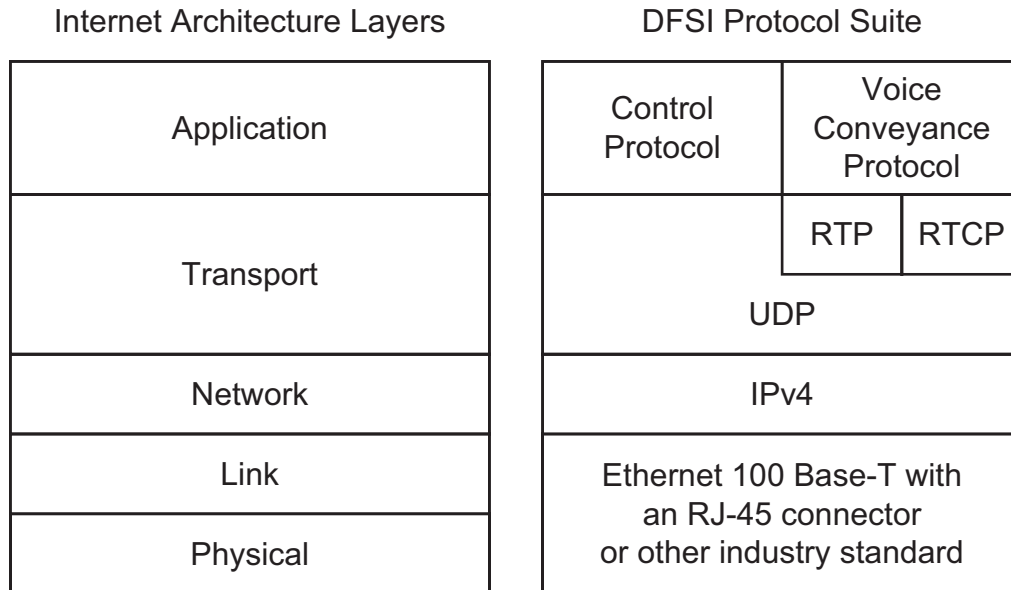 Internet Architecture Layers
Application
Transport
Network
Link
Physical
DFSI Protocol Suite
Control
Protocol
Voice
Conveyance
Protocol
RTP
RTCP
UDP
IPv4
Ethernet 100 Base-T with
an RJ-45 connector
or other industry standard